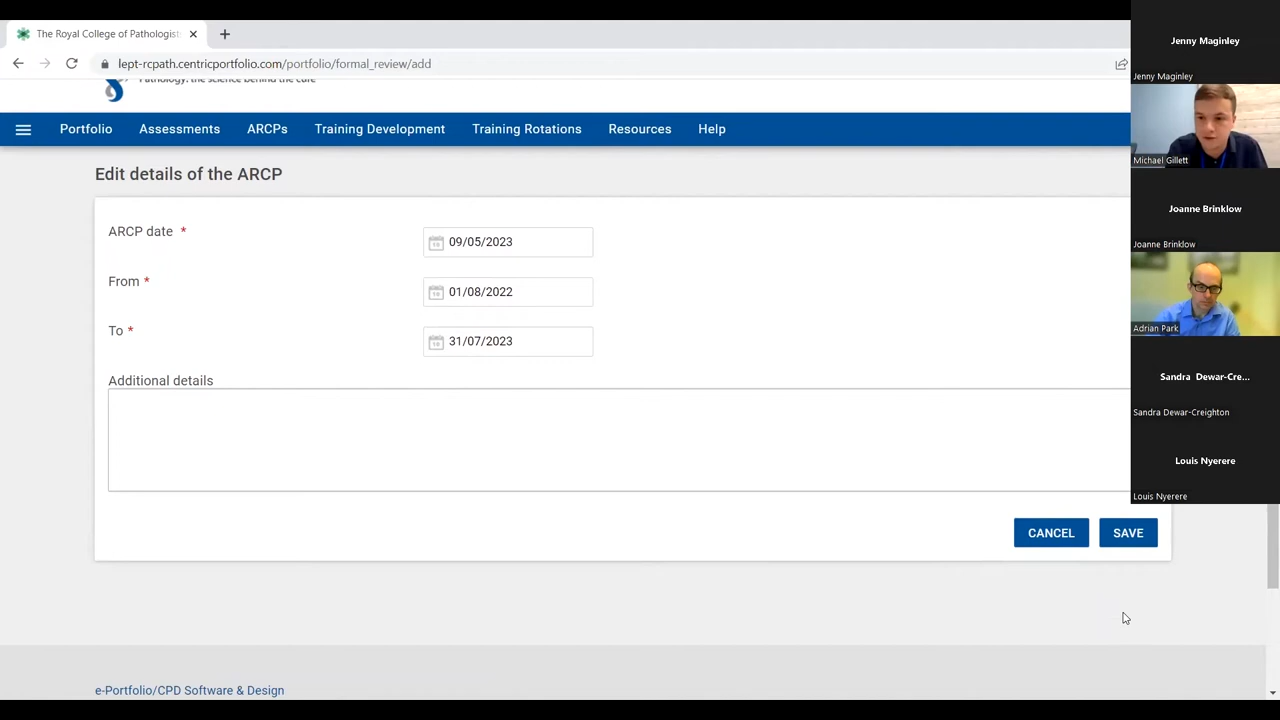 The Royal College of Pathologist
lept-rcpath.centricportfolio.com/portfolio/formal_review/add
Pathology: the science behind the cure
Portfolio Assessments ARCPs Training Development Training Rotations Resources Help
Edit details of the ARCP
ARCP date *
09/05/2023
From *
01/08/2022
To *
31/07/2023
Additional details
CANCEL SAVE
e-Portfolio/CPD Software & Design
Jenny Maginley
Jenny Maginley
Michael Gillett
Joanne Brinklow
Joanne Brinklow
Adrian Park
Sandra Dewar-Cre...
Sandra Dewar-Creighton
Louis Nyerere
Louis Nyerere